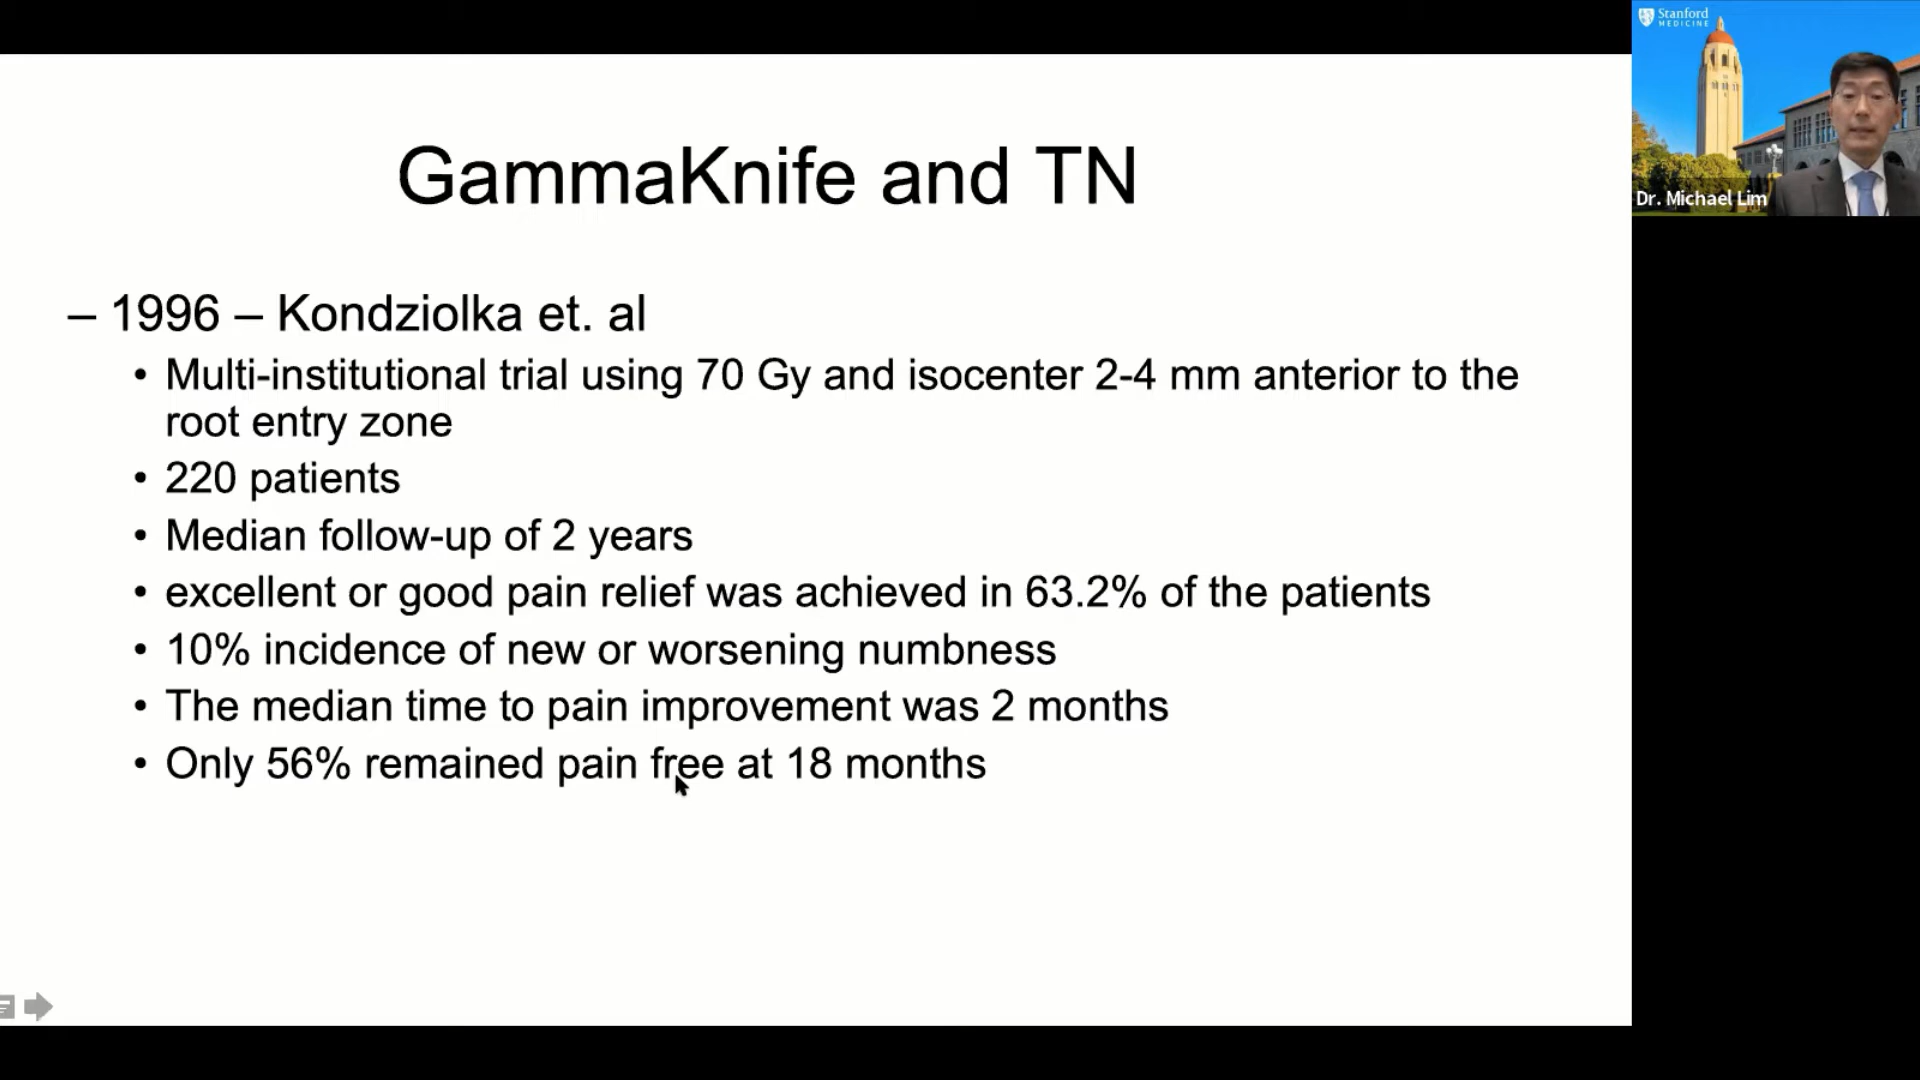 GammaKnife and TN
– 1996 – Kondziolka et. al
• Multi-institutional trial using 70 Gy and isocenter 2-4 mm anterior to the
root entry zone
• 220 patients
• Median follow-up of 2 years
• excellent or good pain relief was achieved in 63.2% of the patients
• 10% incidence of new or worsening numbness
• The median time to pain improvement was 2 months
• Only 56% remained pain free at 18 months
Stanford
MEDICINE
Dr. Michael Lim